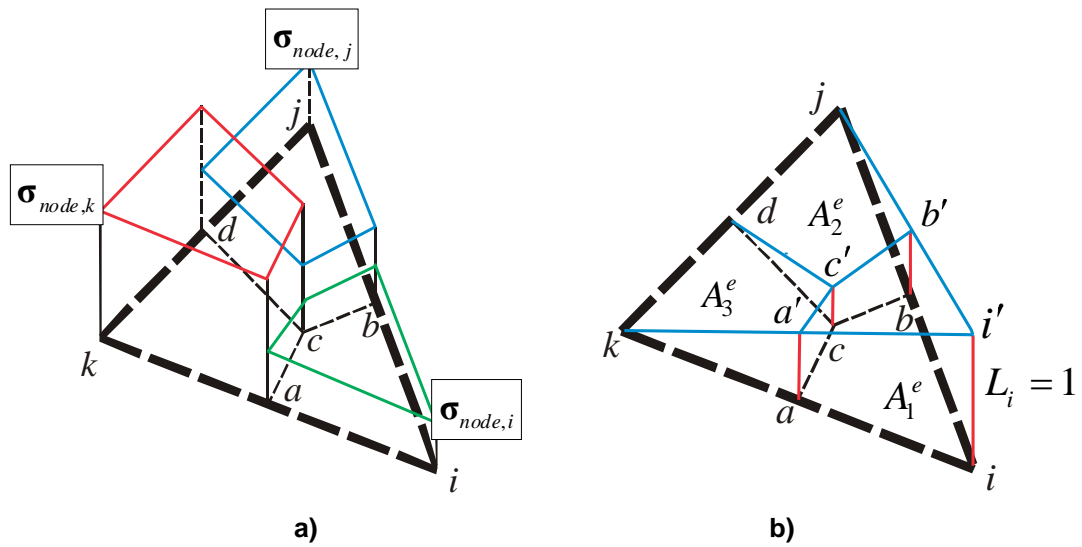 σnode, j
j
σnode,k
d
b
c
k
a
σnode,i
i
a)
j
d
A₂ᵉ
b′
c′
A₃ᵉ
a′
b
i′
k
c
Lᵢ = 1
a
A₁ᵉ
i
b)